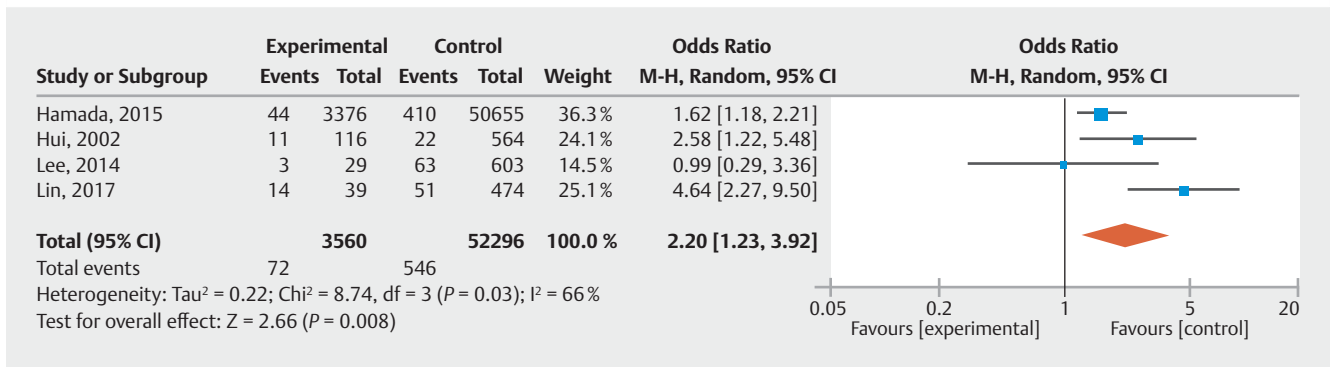 Experimental Control Odds Ratio Odds Ratio
Study or Subgroup Events Total Events Total Weight M-H, Random, 95% CI M-H, Random, 95% CI
Hamada, 2015 44 3376 410 50655 36.3 % 1.62 [1.18, 2.21]
Hui, 2002 11 116 22 564 24.1 % 2.58 [1.22, 5.48]
Lee, 2014 3 29 63 603 14.5 % 0.99 [0.29, 3.36]
Lin, 2017 14 39 51 474 25.1 % 4.64 [2.27, 9.50]
Total (95% CI) 3560 52296 100.0 % 2.20 [1.23, 3.92]
Total events 72 546
Heterogeneity: Tau² = 0.22; Chi² = 8.74, df = 3 (P = 0.03); I² = 66 %
Test for overall effect: Z = 2.66 (P = 0.008)
0.05 0.2 1 5 20
Favours [experimental] Favours [control]